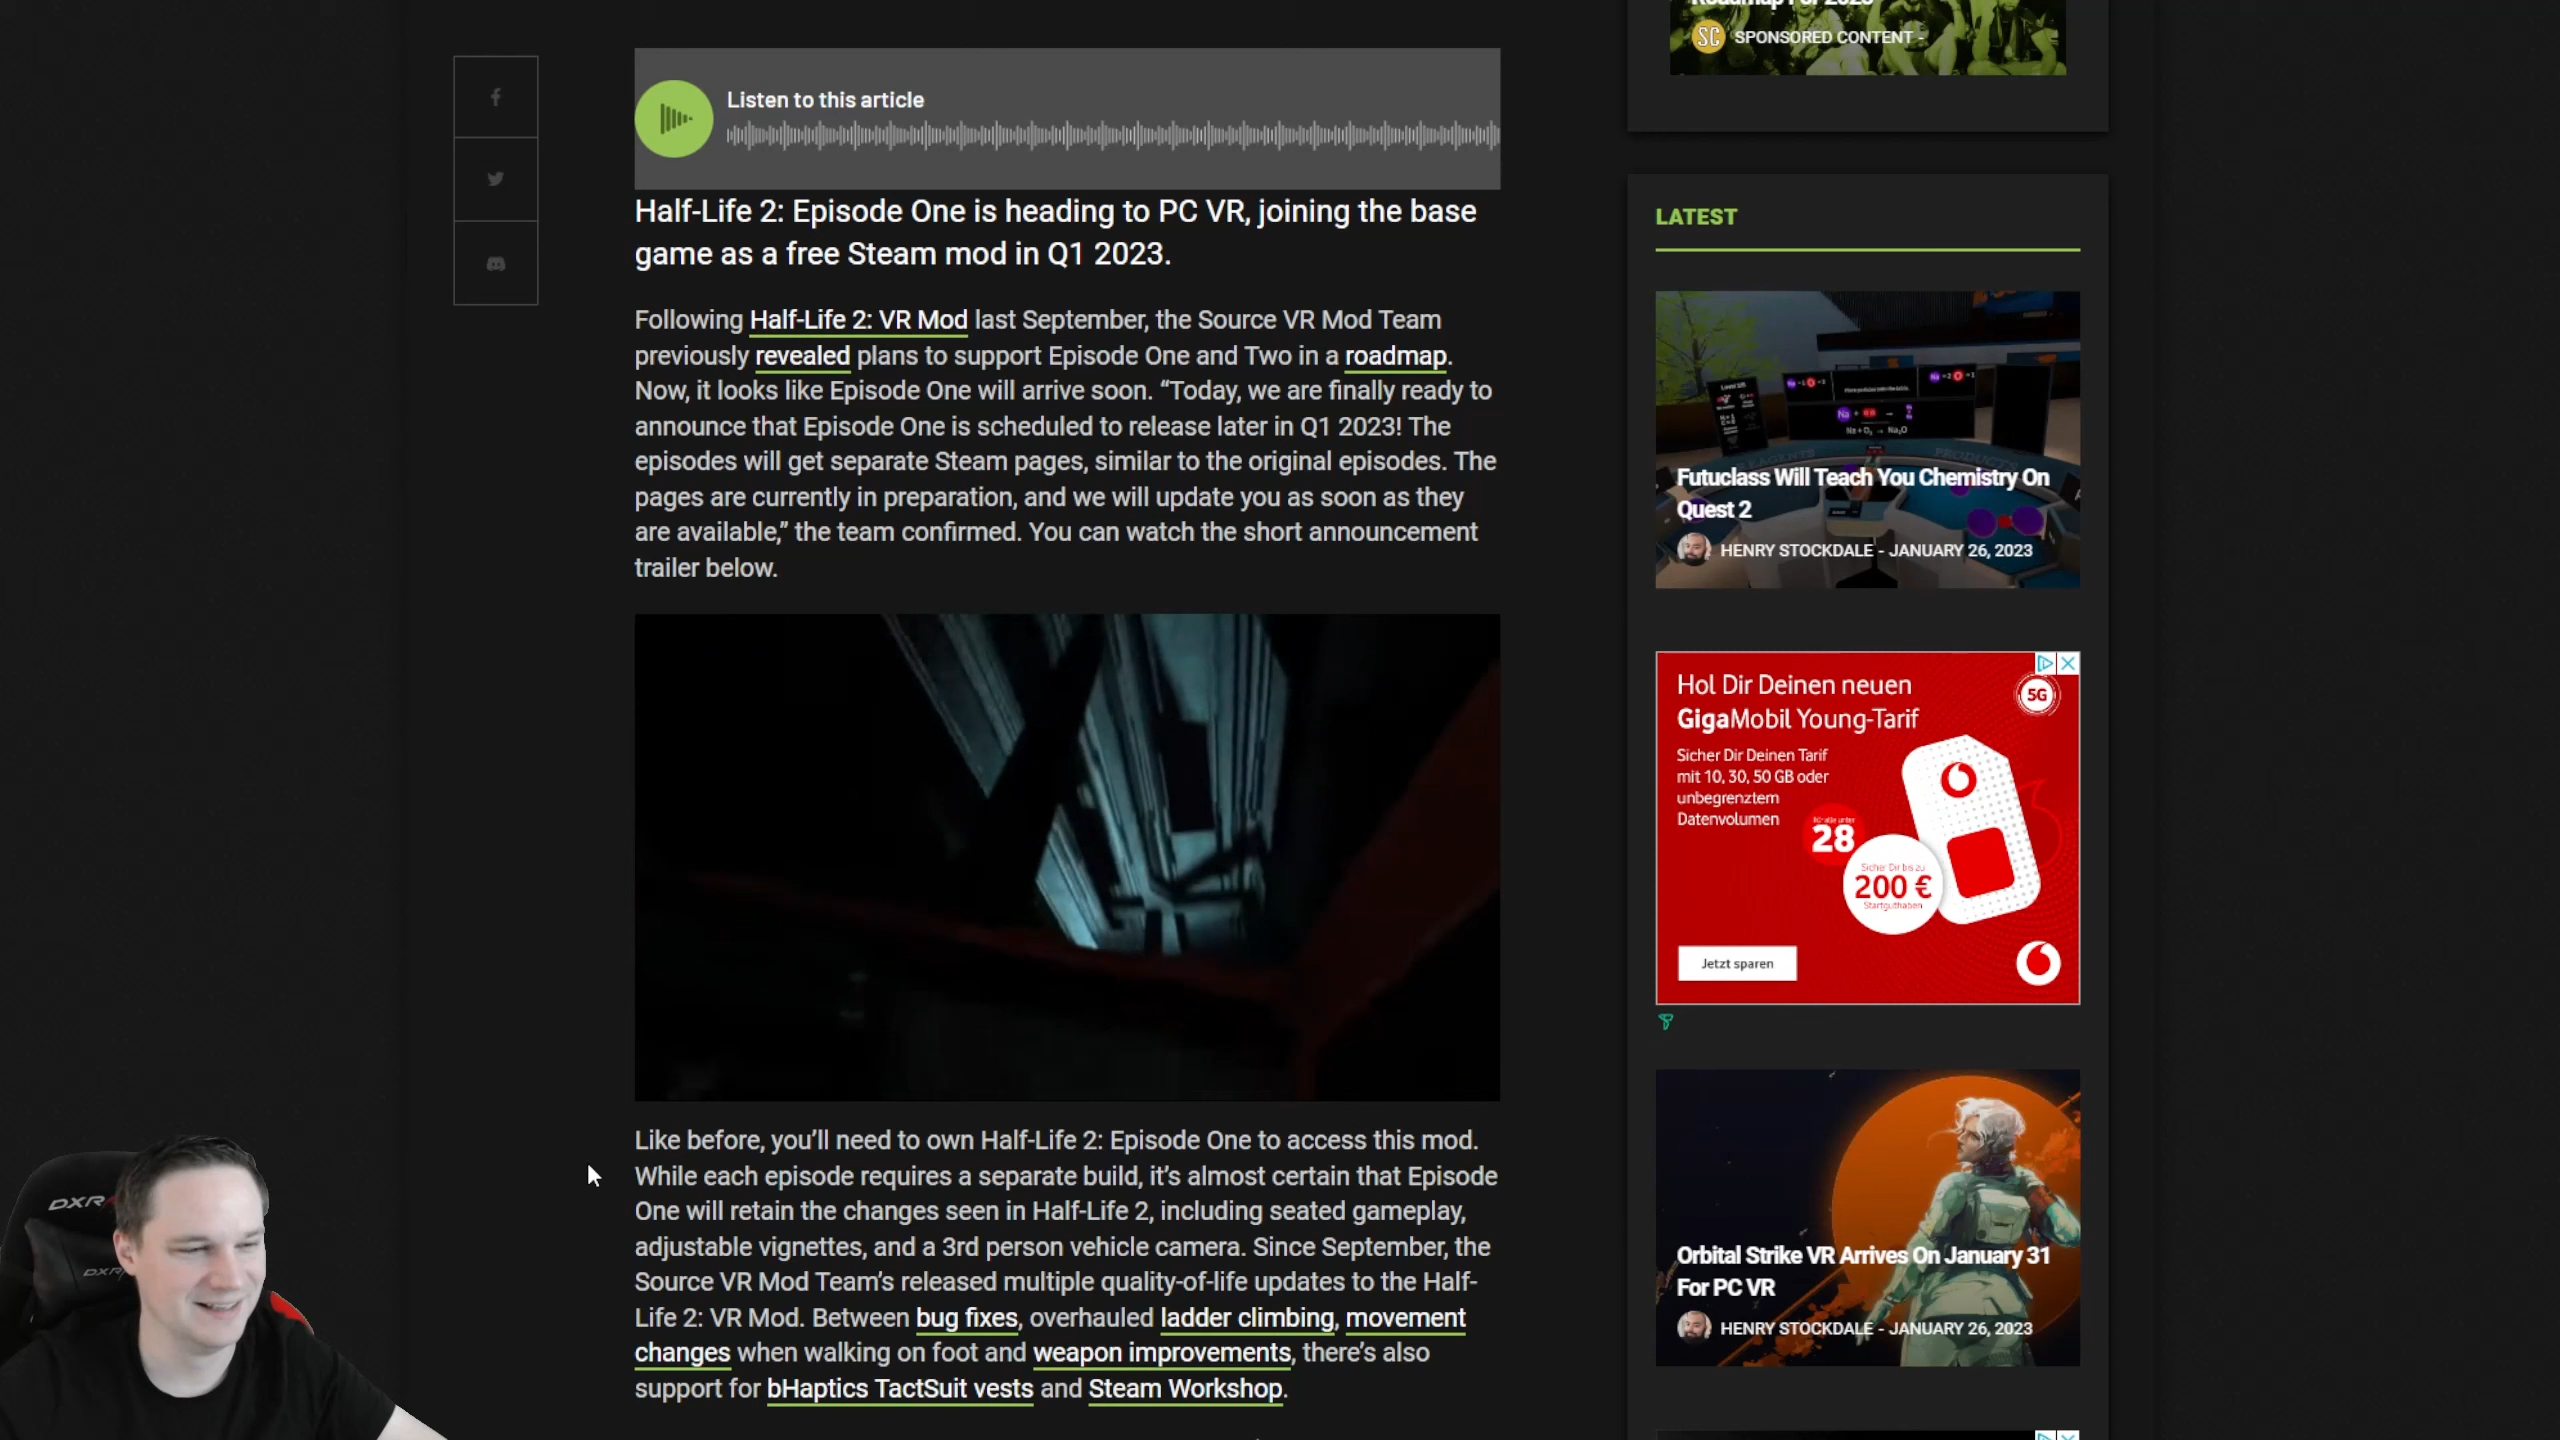 Listen to this article
Half-Life 2: Episode One is heading to PC VR, joining the base
game as a free Steam mod in Q1 2023.
Following Half-Life 2: VR Mod last September, the Source VR Mod Team
previously revealed plans to support Episode One and Two in a roadmap.
Now, it looks like Episode One will arrive soon. “Today, we are finally ready to
announce that Episode One is scheduled to release later in Q1 2023! The
episodes will get separate Steam pages, similar to the original episodes. The
pages are currently in preparation, and we will update you as soon as they
are available,” the team confirmed. You can watch the short announcement
trailer below.
Like before, you’ll need to own Half-Life 2: Episode One to access this mod.
While each episode requires a separate build, it’s almost certain that Episode
One will retain the changes seen in Half-Life 2, including seated gameplay,
adjustable vignettes, and a 3rd person vehicle camera. Since September, the
Source VR Mod Team’s released multiple quality-of-life updates to the Half-
Life 2: VR Mod. Between bug fixes, overhauled ladder climbing, movement
changes when walking on foot and weapon improvements, there’s also
support for bHaptics TactSuit vests and Steam Workshop.
SC SPONSORED CONTENT -
LATEST
Futuclass Will Teach You Chemistry On
Quest 2
HENRY STOCKDALE - JANUARY 26, 2023
Hol Dir Deinen neuen
GigaMobil Young-Tarif
5G
Sicher Dir Deinen Tarif
mit 10, 30, 50 GB oder
unbegrenztem
Datenvolumen
28
Sicher Dir bis zu
200 €
Startguthaben
Jetzt sparen
Orbital Strike VR Arrives On January 31
For PC VR
HENRY STOCKDALE - JANUARY 26, 2023